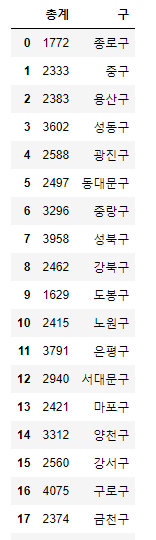 총계 구
0 1772 종로구
1 2333 중구
2 2383 용산구
3 3602 성동구
4 2588 광진구
5 2497 동대문구
6 3296 중랑구
7 3958 성북구
8 2462 강북구
9 1629 도봉구
10 2415 노원구
11 3791 은평구
12 2940 서대문구
13 2421 마포구
14 3312 양천구
15 2560 강서구
16 4075 구로구
17 2374 금천구